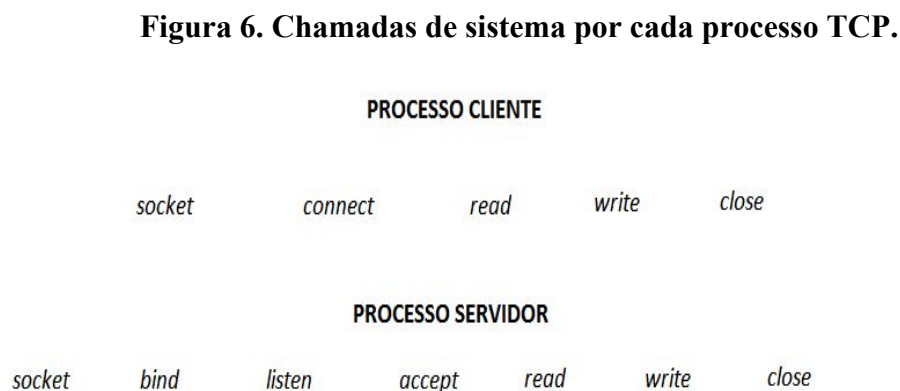 Figura 6. Chamadas de sistema por cada processo TCP.
PROCESSO CLIENTE
socket connect read write close
PROCESSO SERVIDOR
socket bind listen accept read write close